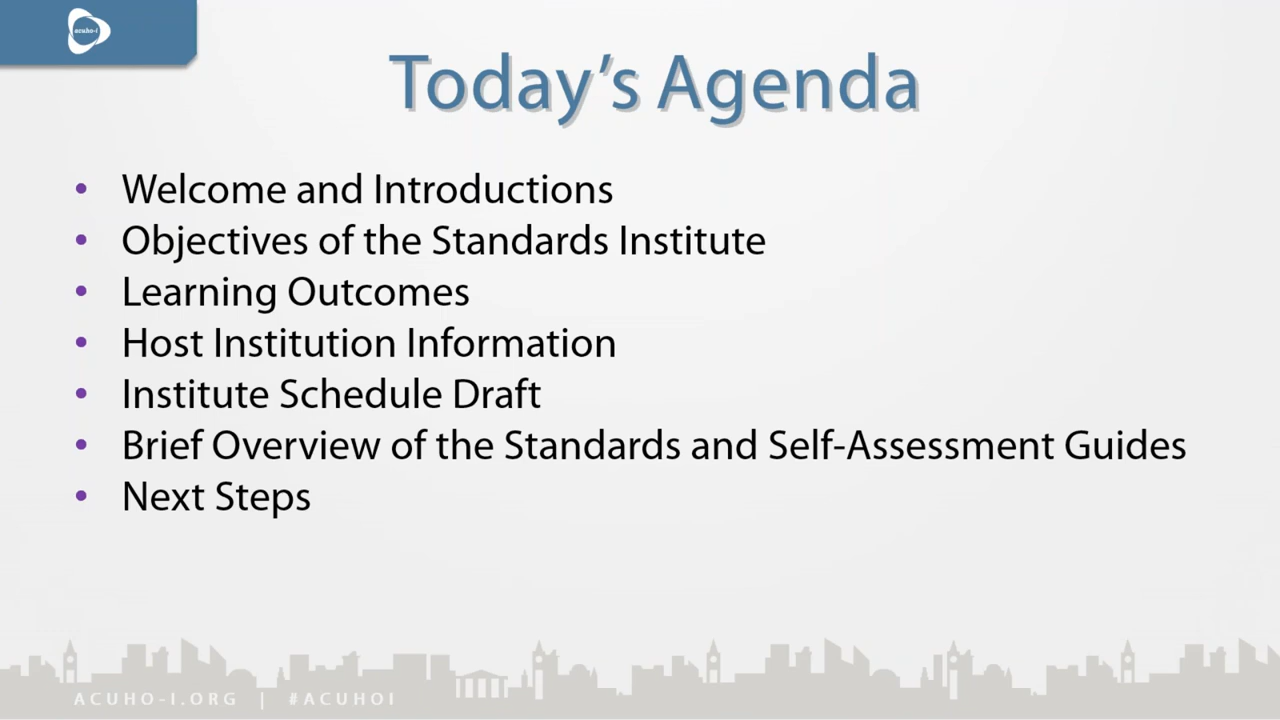 acuho-i
Today’s Agenda
• Welcome and Introductions
• Objectives of the Standards Institute
• Learning Outcomes
• Host Institution Information
• Institute Schedule Draft
• Brief Overview of the Standards and Self-Assessment Guides
• Next Steps
ACUHO-I.ORG | #ACUHOI